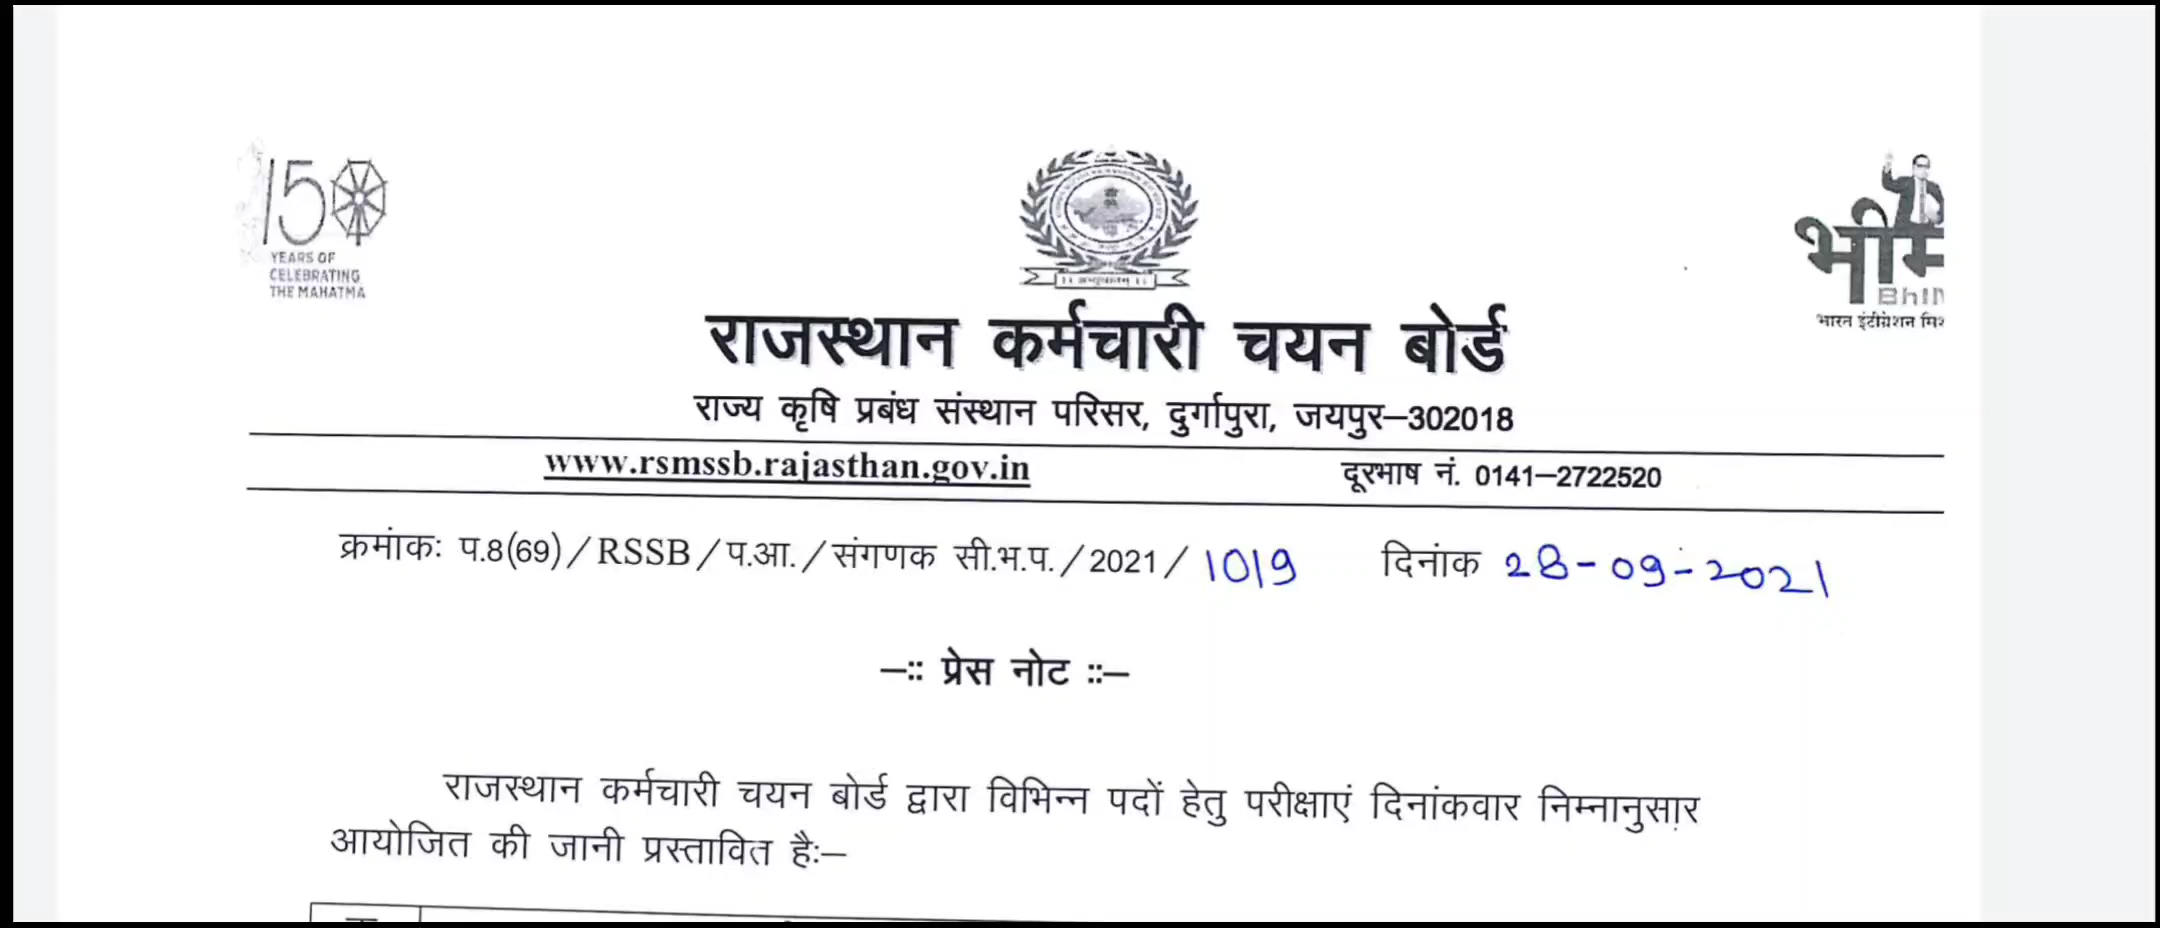 150
YEARS OF
CELEBRATING
THE MAHATMA
भीम
BHIM
भारत इंटीग्रेशन
राजस्थान कर्मचारी चयन बोर्ड
राज्य कृषि प्रबंध संस्थान परिसर, दुर्गापुरा, जयपुर–302018
www.rsmssb.rajasthan.gov.in दूरभाष नं. 0141–2722520
क्रमांकः प.8(69)/RSSB/प.आ./संगणक सी.भ.प./2021/1019 दिनांक 28-09-2021
–:: प्रेस नोट ::–
राजस्थान कर्मचारी चयन बोर्ड द्वारा विभिन्न पदों हेतु परीक्षाएं दिनांकवार निम्नानुसार
आयोजित की जानी प्रस्तावित हैः–